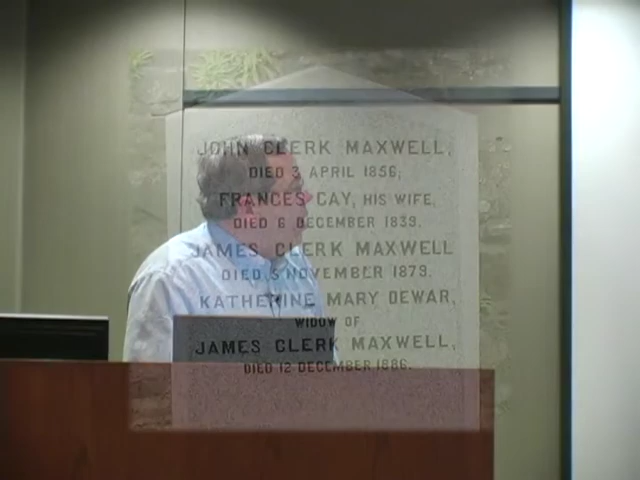 JOHN CLERK MAXWELL,
DIED 3 APRIL 1856;
FRANCES CAY, HIS WIFE,
DIED 6 DECEMBER 1839.
JAMES CLERK MAXWELL
DIED 5 NOVEMBER 1879.
KATHERINE MARY DEWAR,
WIDOW OF
JAMES CLERK MAXWELL,
DIED 12 DECEMBER 1886.